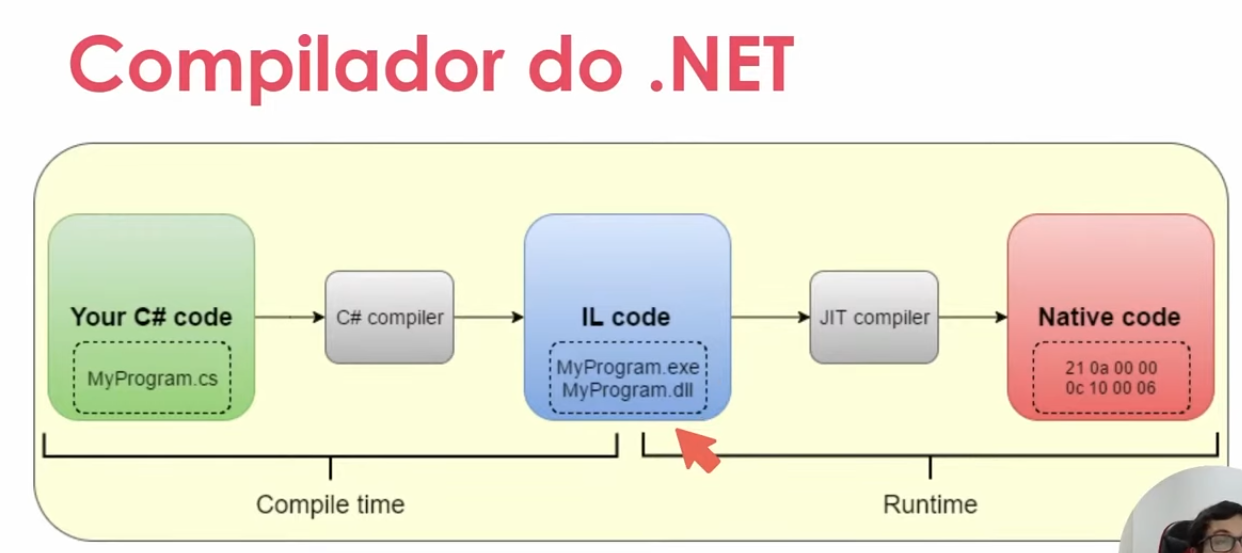 Compilador do .NET
Your C# code
MyProgram.cs
C# compiler
IL code
MyProgram.exe
MyProgram.dll
JIT compiler
Native code
21 0a 00 00
0c 10 00 06
Compile time
Runtime